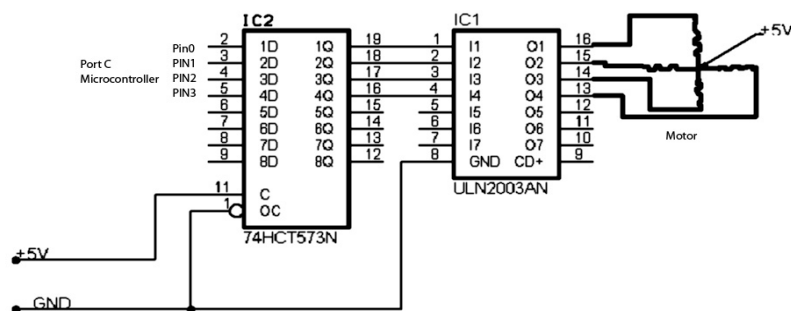 IC2
IC1
+5V
Port C
Microcontroller
Pin0 2 1D 1Q 19
PIN1 3 2D 2Q 18
PIN2 4 3D 3Q 17
PIN3 5 4D 4Q 16
6 5D 5Q 15
7 6D 6Q 14
8 7D 7Q 13
9 8D 8Q 12
11 C
1 OC
74HCT573N
1 I1 O1 16
2 I2 O2 15
3 I3 O3 14
4 I4 O4 13
5 I5 O5 12
6 I6 O6 11
7 I7 O7 10
8 GND CD+ 9
ULN2003AN
Motor
+5V
GND